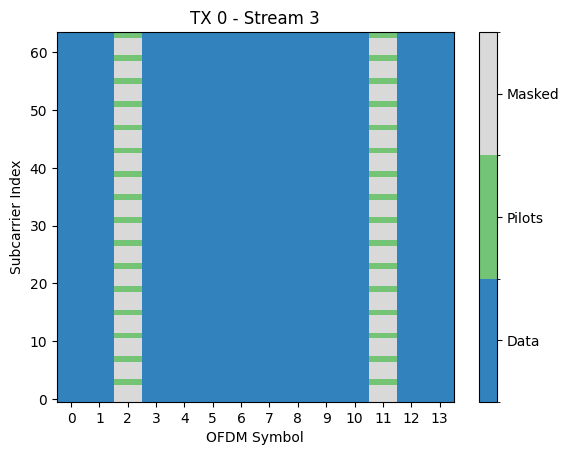 TX 0 - Stream 3
Subcarrier Index
60
50
40
30
20
10
0
0 1 2 3 4 5 6 7 8 9 10 11 12 13
OFDM Symbol
Masked
Pilots
Data